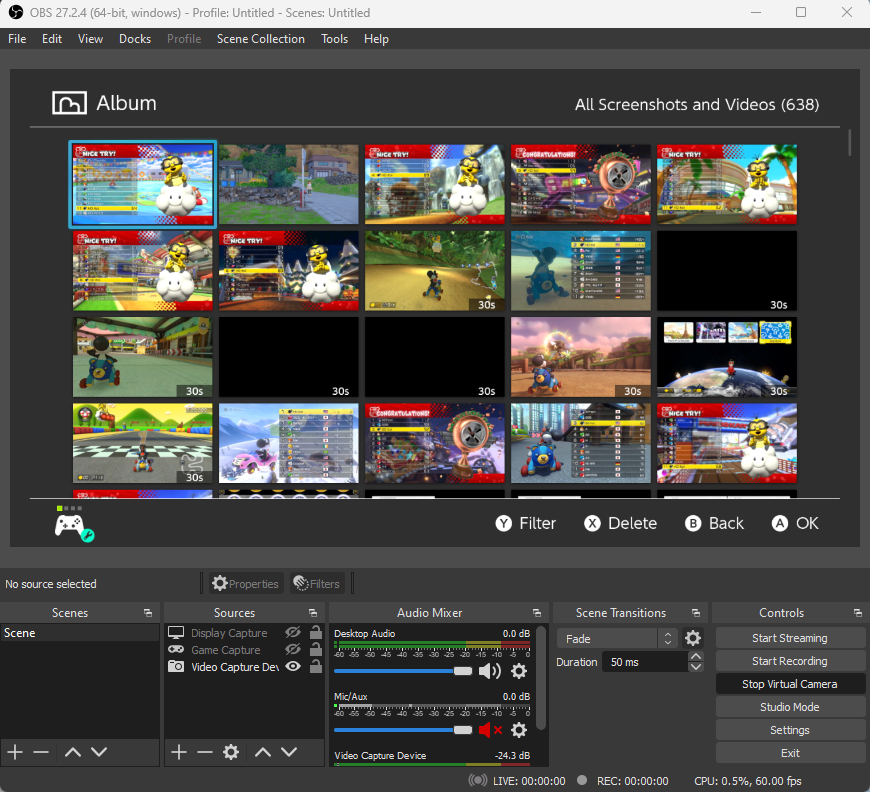 OBS 27.2.4 (64-bit, windows) - Profile: Untitled - Scenes: Untitled
File Edit View Docks Profile Scene Collection Tools Help
Album
All Screenshots and Videos (638)
NICE TRY!
NICE TRY!
CONGRATULATIONS!
NICE TRY!
NICE TRY!
NICE TRY!
30s
30s
30s
30s
30s
30s
30s
30s
CONGRATULATIONS!
NICE TRY!
Y Filter X Delete B Back A OK
No source selected
Properties Filters
Scenes
Scene
Sources
Display Capture
Game Capture
Video Capture Dev
Audio Mixer
Desktop Audio 0.0 dB
-60 -55 -50 -45 -40 -35 -30 -25 -20 -15 -10 -5 0
Mic/Aux 0.0 dB
-60 -55 -50 -45 -40 -35 -30 -25 -20 -15 -10 -5 0
Video Capture Device -24.3 dB
Scene Transitions
Fade
Duration 50 ms
Controls
Start Streaming
Start Recording
Stop Virtual Camera
Studio Mode
Settings
Exit
LIVE: 00:00:00 REC: 00:00:00 CPU: 0.5%, 60.00 fps